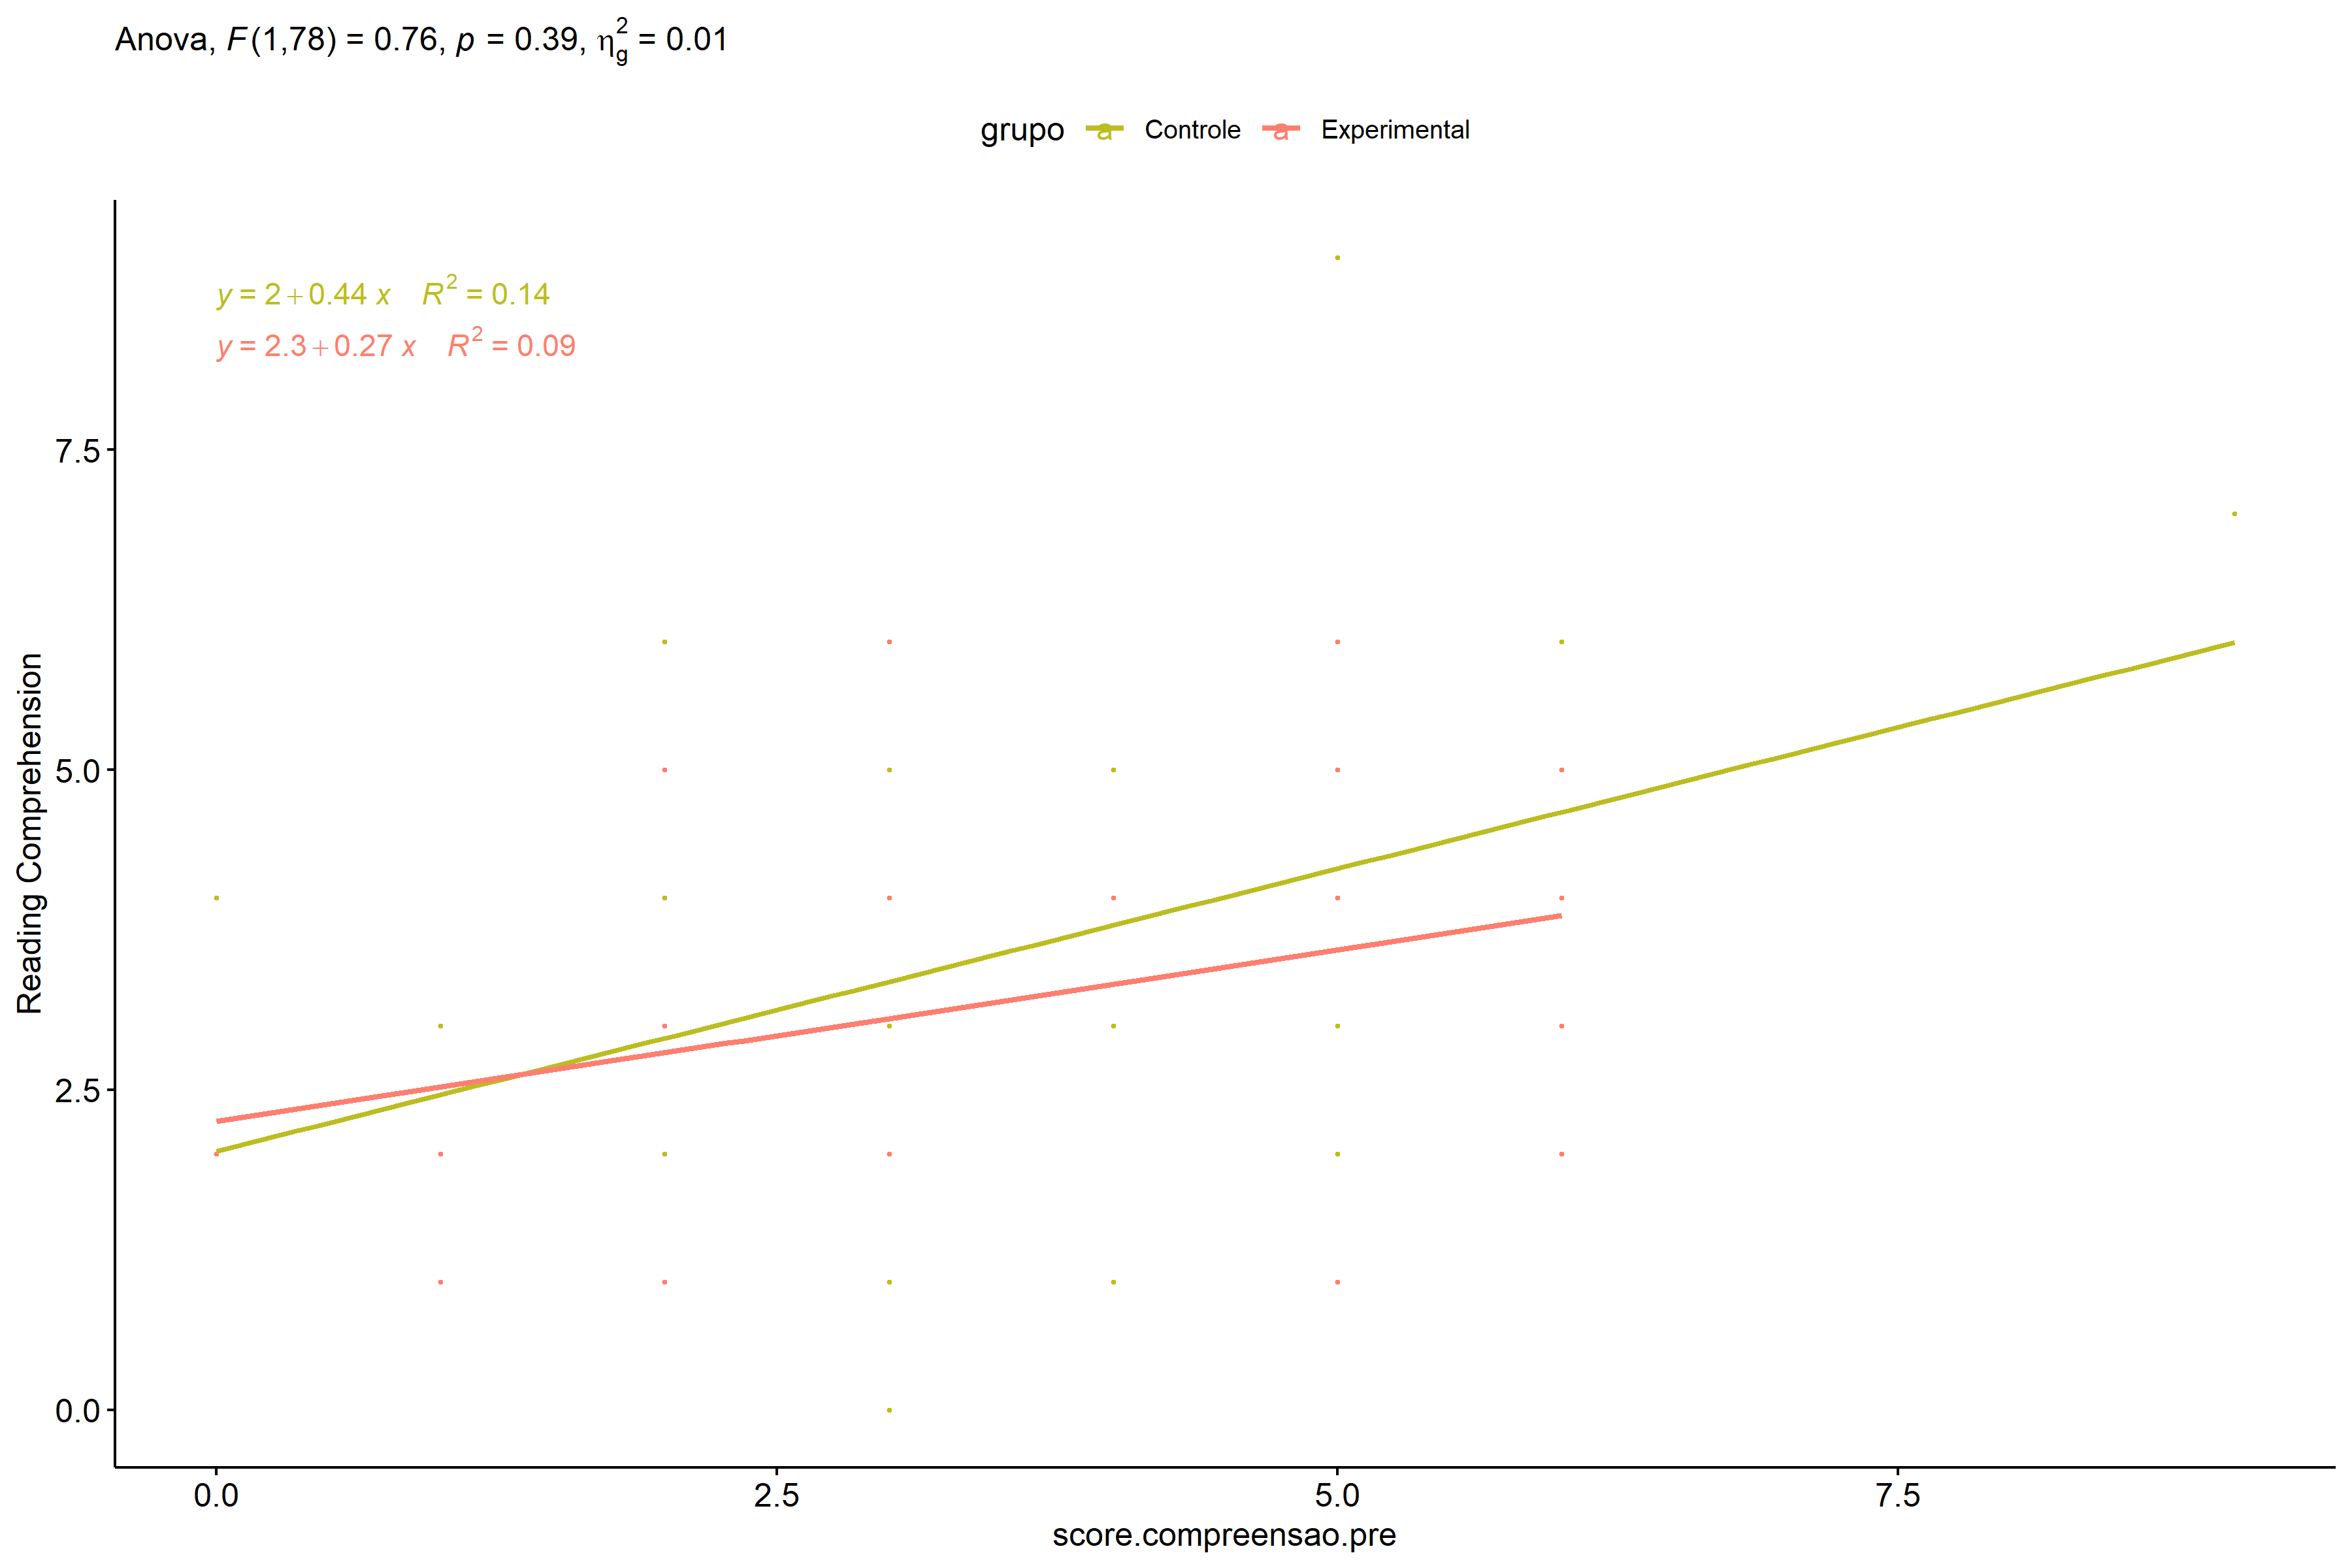 Anova, F(1,78) = 0.76, p = 0.39, η²g = 0.01
grupo a Controle a Experimental
y = 2 + 0.44 x R² = 0.14
y = 2.3 + 0.27 x R² = 0.09
7.5
5.0
2.5
0.0
Reading Comprehension
0.0 2.5 5.0 7.5
score.compreensao.pre